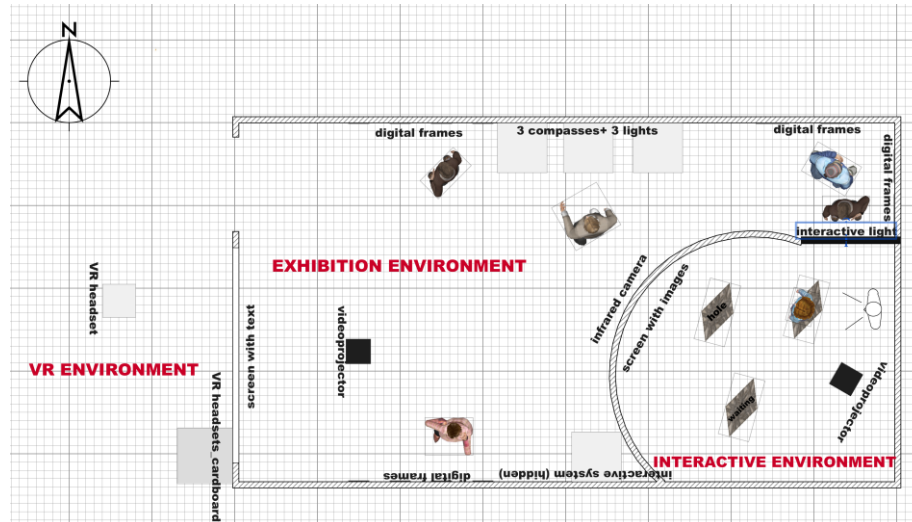 N
digital frames
3 compasses+ 3 lights
digital frames
digital frames
interactive light
EXHIBITION ENVIRONMENT
infrared camera
screen with images
hole
VR headset
screen with text
videoprojector
VR ENVIRONMENT
VR headsets_cardboard
waiting
videoprojector
INTERACTIVE ENVIRONMENT
digital frames
interactive system (hidden)